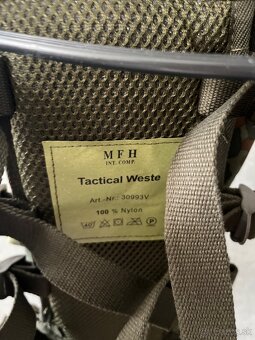 MFH
INT. COMP.
Tactical Weste
Art.-Nr.: 30993V
100 % Nylon